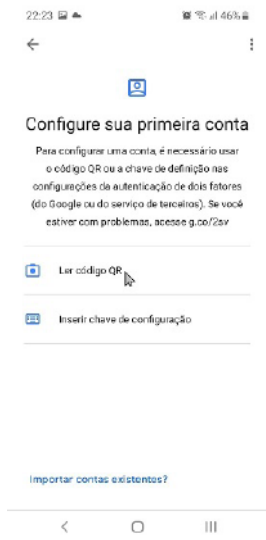 22:23 46%
Configure sua primeira conta
Para configurar uma conta, é necessário usar
o código QR ou a chave de definição nas
configurações da autenticação de dois fatores
(do Google ou do serviço de terceiros). Se você
estiver com problemas, acesse g.co/2sv
Ler código QR
Inserir chave de configuração
Importar contas existentes?